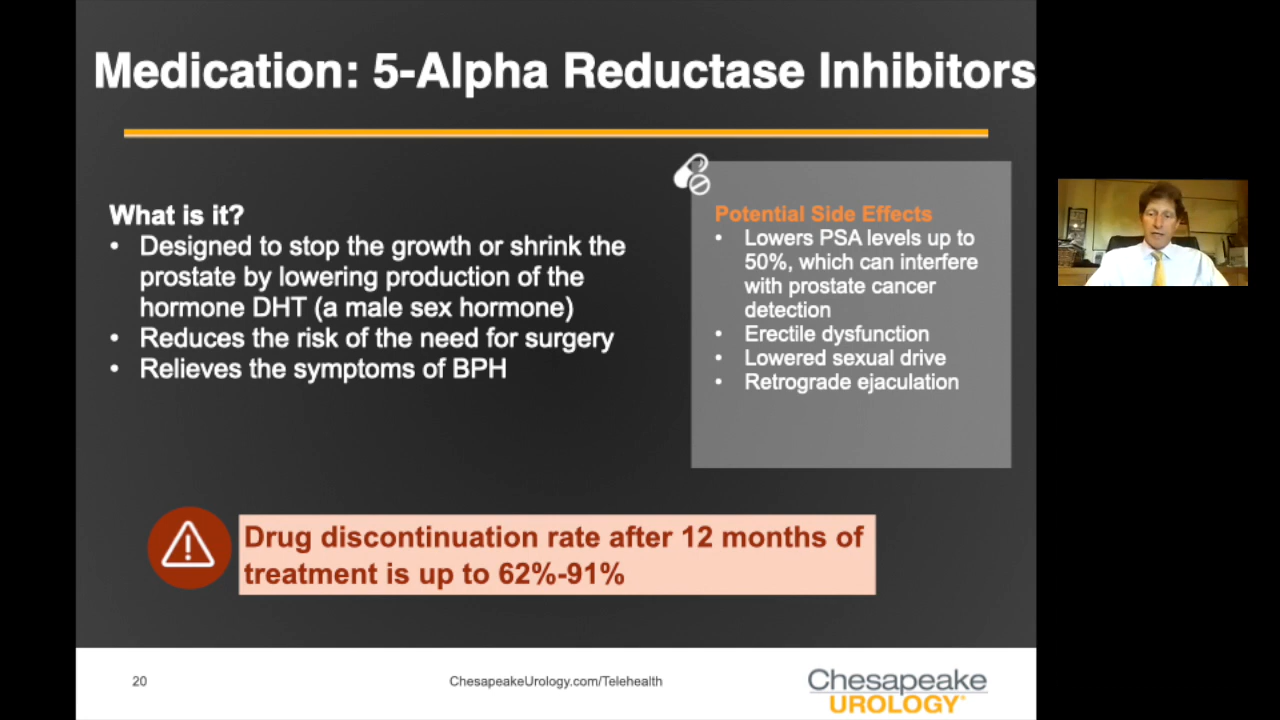 Medication: 5-Alpha Reductase Inhibitors
What is it?
• Designed to stop the growth or shrink the
prostate by lowering production of the
hormone DHT (a male sex hormone)
• Reduces the risk of the need for surgery
• Relieves the symptoms of BPH
Potential Side Effects
• Lowers PSA levels up to
50%, which can interfere
with prostate cancer
detection
• Erectile dysfunction
• Lowered sexual drive
• Retrograde ejaculation
Drug discontinuation rate after 12 months of
treatment is up to 62%-91%
20
ChesapeakeUrology.com/Telehealth
Chesapeake
UROLOGY®